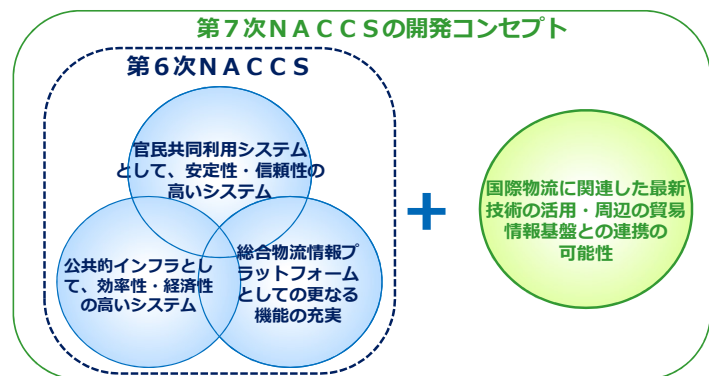 第７次ＮＡＣＣＳの開発コンセプト
第６次ＮＡＣＣＳ
官民共同利用システム
として、安定性・信頼性の
高いシステム
公共的インフラとし
て、効率性・経済性
の高いシステム
総合物流情報プ
ラットフォーム
としての更なる
機能の充実
+
国際物流に関連した最新
技術の活用・周辺の貿易
情報基盤との連携の
可能性